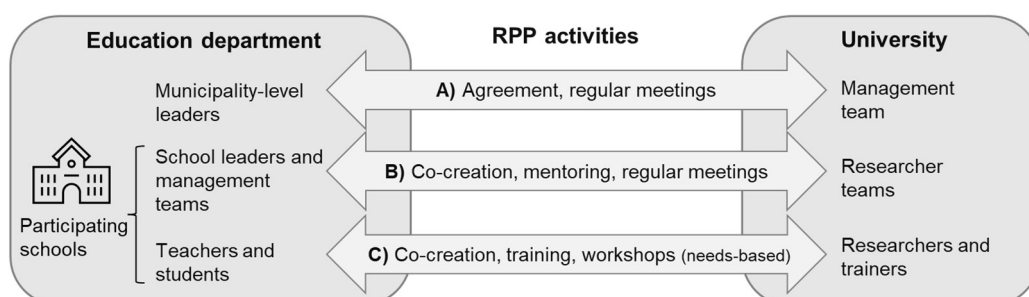 Education department
RPP activities
University
Municipality-level
leaders
A) Agreement, regular meetings
Management
team
School leaders and
management
teams
B) Co-creation, mentoring, regular meetings
Researcher
teams
Participating
schools
Teachers and
students
C) Co-creation, training, workshops (needs-based)
Researchers and
trainers